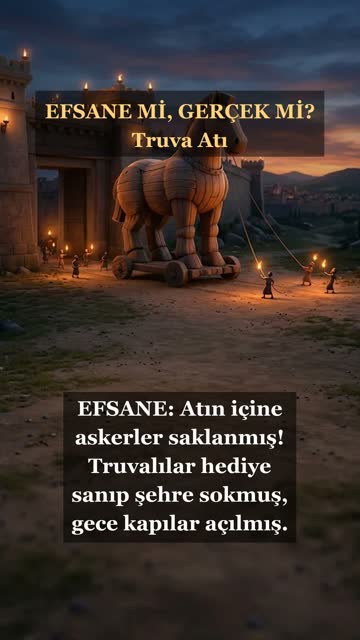 EFSANE Mİ, GERÇEK Mİ?
Truva Atı
EFSANE: Atın içine
askerler saklanmış!
Truvalılar hediye
sanıp şehre sokmuş,
gece kapılar açılmış.